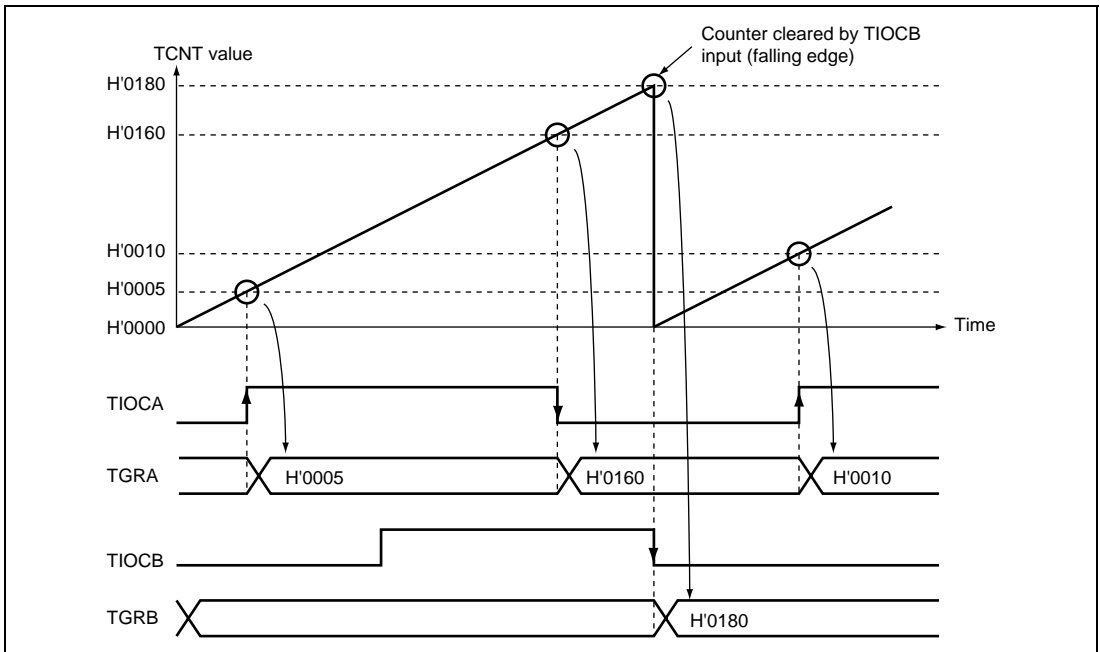 Counter cleared by TIOCB
input (falling edge)
TCNT value
H'0180
H'0160
H'0010
H'0005
H'0000
Time
TIOCA
TGRA
H'0005
H'0160
H'0010
TIOCB
TGRB
H'0180